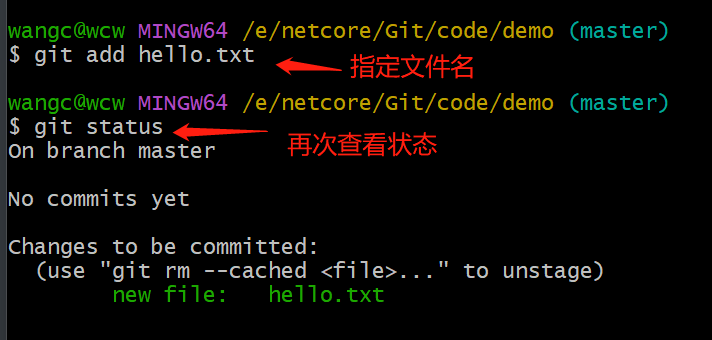 wangc@wcw MINGW64 /e/netcore/Git/code/demo (master)
$ git add hello.txt
指定文件名
wangc@wcw MINGW64 /e/netcore/Git/code/demo (master)
$ git status
再次查看状态
On branch master
No commits yet
Changes to be committed:
(use "git rm --cached <file>..." to unstage)
new file: hello.txt